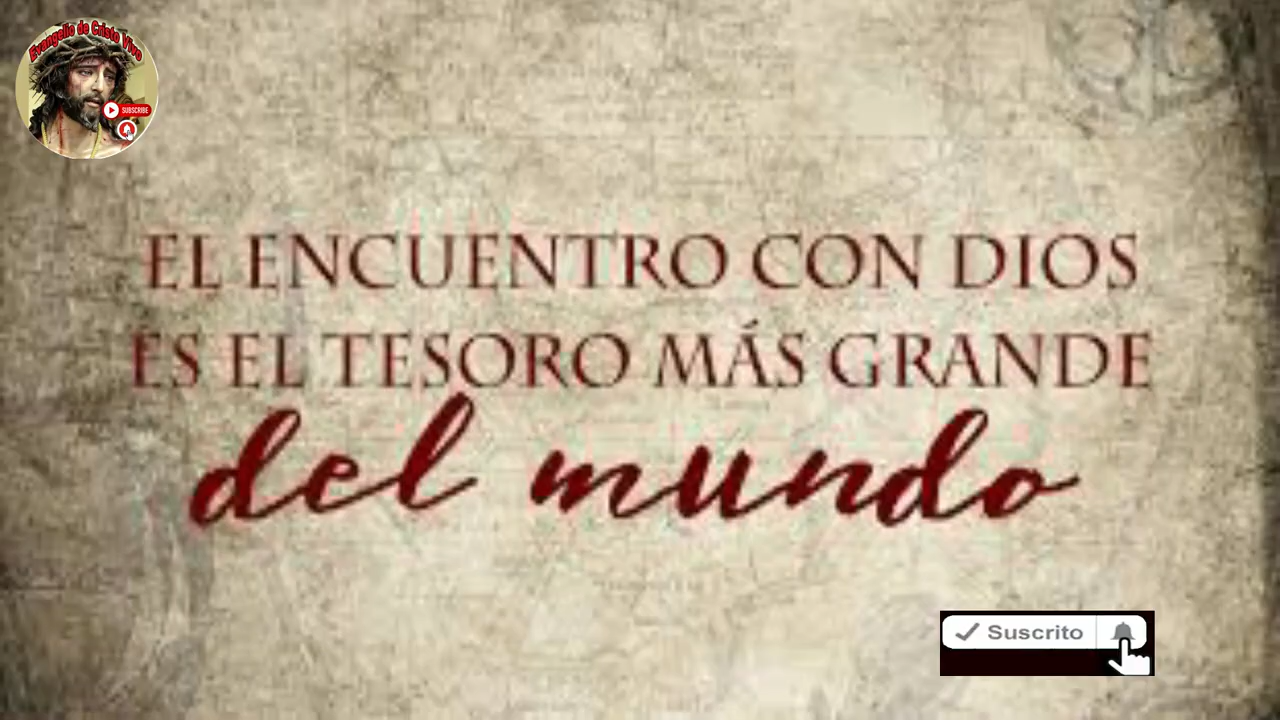 Evangelio de Cristo Vivo
SUBSCRIBE
EL ENCUENTRO CON DIOS
ES EL TESORO MÁS GRANDE
del mundo
Suscrito